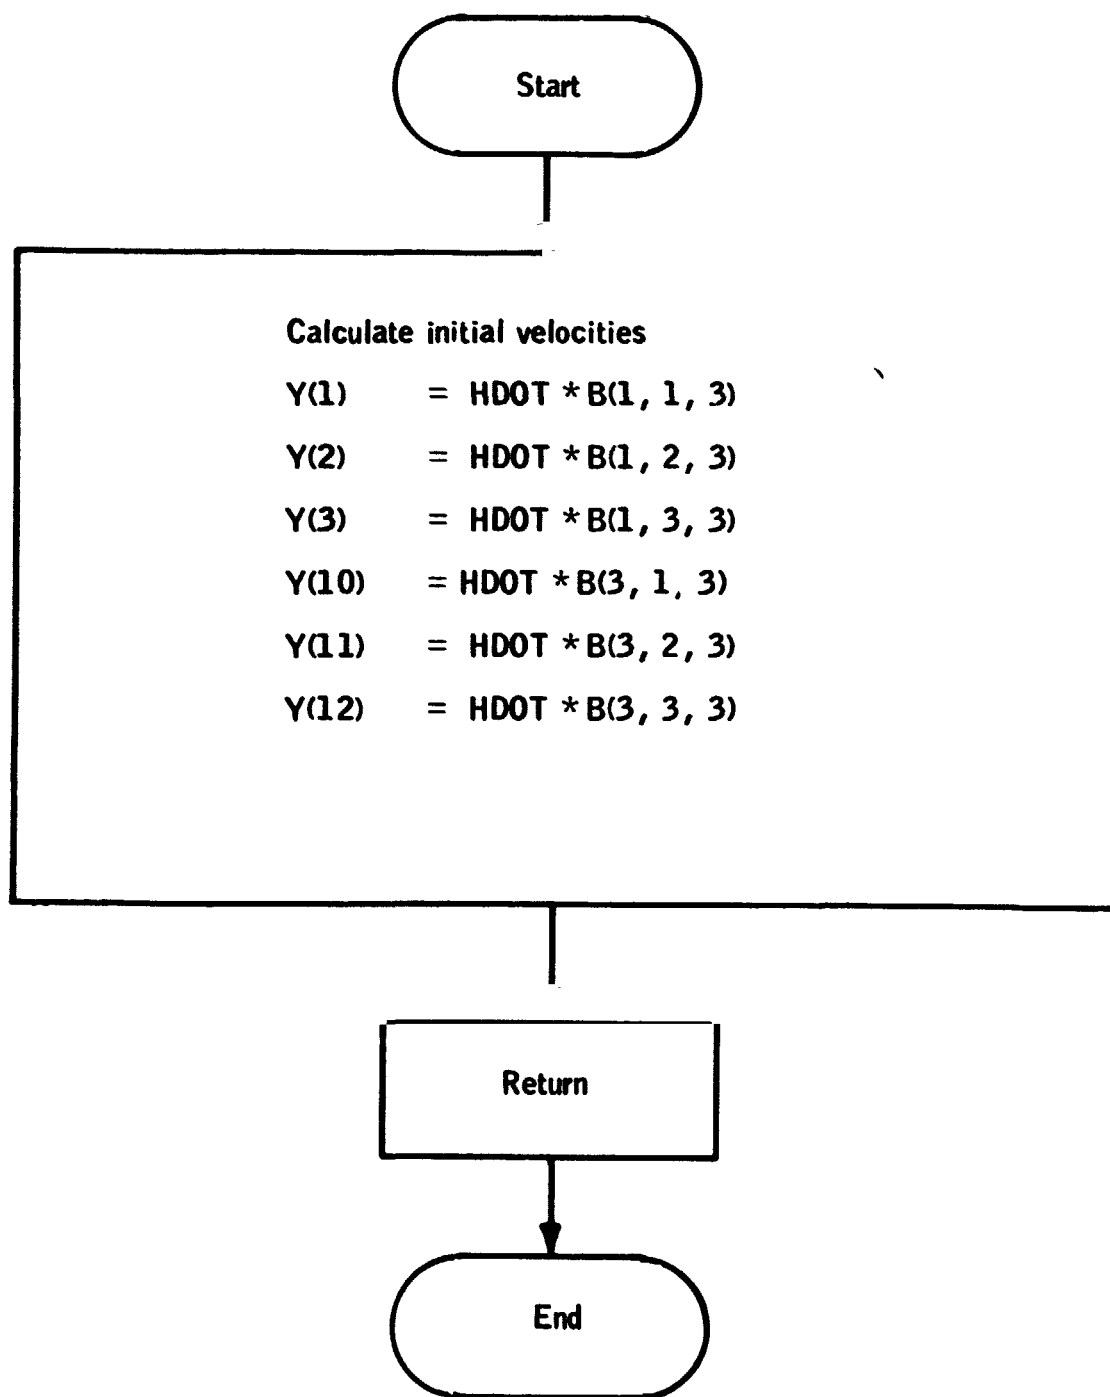 Start
Calculate initial velocities
Y(1) = HDOT * B(1, 1, 3)
Y(2) = HDOT * B(1, 2, 3)
Y(3) = HDOT * B(1, 3, 3)
Y(10) = HDOT * B(3, 1, 3)
Y(11) = HDOT * B(3, 2, 3)
Y(12) = HDOT * B(3, 3, 3)
Return
End